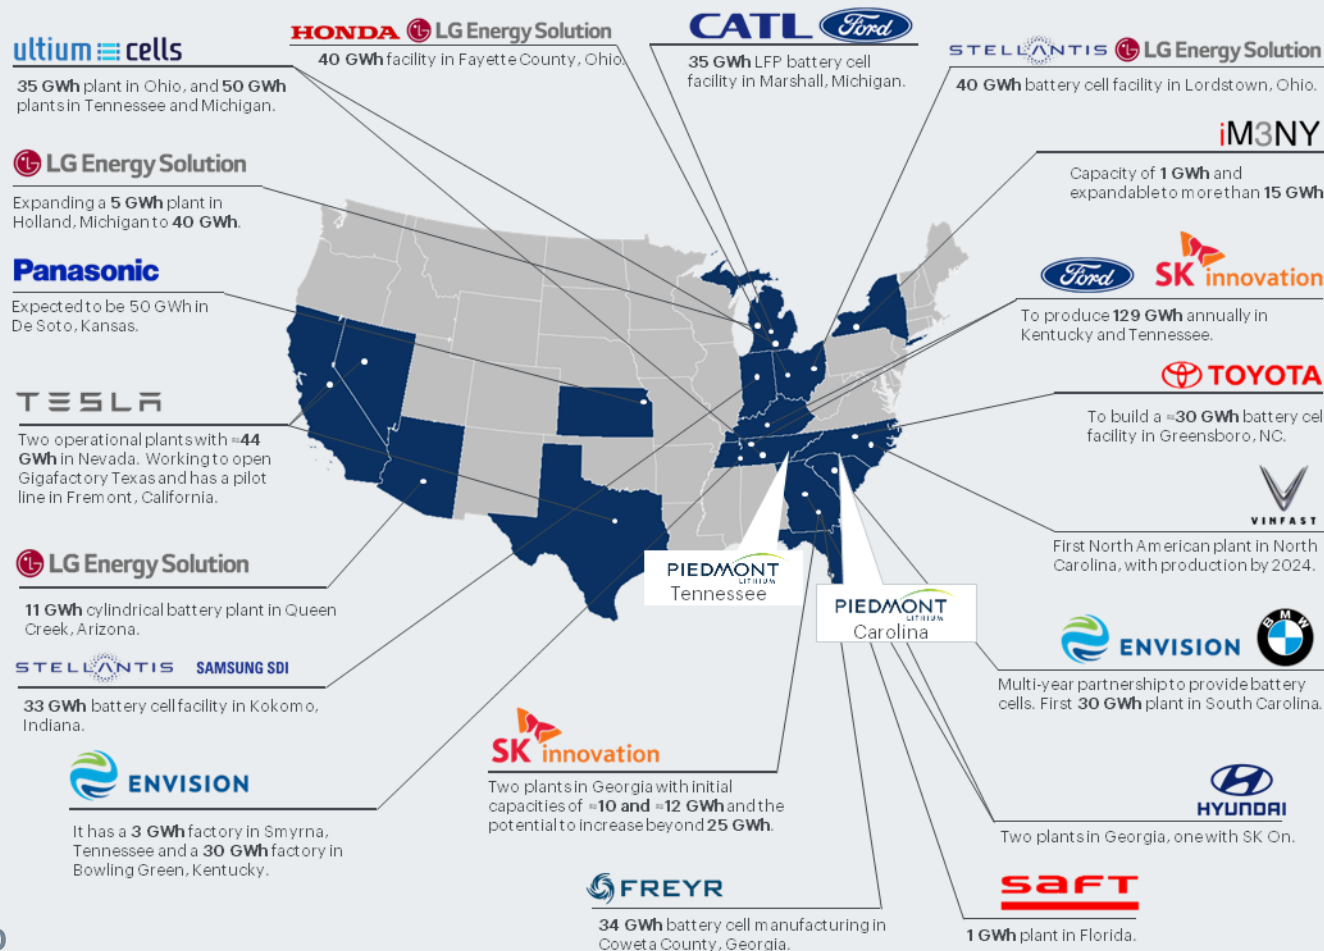 ultium cells
35 GWh plant in Ohio, and 50 GWh
plants in Tennessee and Michigan.
HONDA LG Energy Solution
40 GWh facility in Fayette County, Ohio.
CATL Ford
35 GWh LFP battery cell
facility in Marshall, Michigan.
STELLANTIS LG Energy Solution
40 GWh battery cell facility in Lordstown, Ohio.
LG Energy Solution
Expanding a 5 GWh plant in
Holland, Michigan to 40 GWh.
iM3NY
Capacity of 1 GWh and
expandable to more than 15 GWh
Panasonic
Expected to be 50 GWh in
De Soto, Kansas.
Ford SK innovation
To produce 129 GWh annually in
Kentucky and Tennessee.
TESLA
Two operational plants with ≈44
GWh in Nevada. Working to open
Gigafactory Texas and has a pilot
line in Fremont, California.
TOYOTA
To build a ≈30 GWh battery cel
facility in Greensboro, NC.
VINFAST
First North American plant in North
Carolina, with production by 2024.
LG Energy Solution
11 GWh cylindrical battery plant in Queen
Creek, Arizona.
PIEDMONT
LITHIUM
Tennessee
PIEDMONT
LITHIUM
Carolina
BMW
ENVISION
Multi-year partnership to provide battery
cells. First 30 GWh plant in South Carolina.
STELLANTIS SAMSUNG SDI
33 GWh battery cell facility in Kokomo,
Indiana.
ENVISION
It has a 3 GWh factory in Smyrna,
Tennessee and a 30 GWh factory in
Bowling Green, Kentucky.
SK innovation
Two plants in Georgia with initial
capacities of ≈10 and ≈12 GWh and the
potential to increase beyond 25 GWh.
HYUNDAI
Two plants in Georgia, one with SK On.
FREYR
34 GWh battery cell manufacturing in
Coweta County, Georgia.
saft
1 GWh plant in Florida.